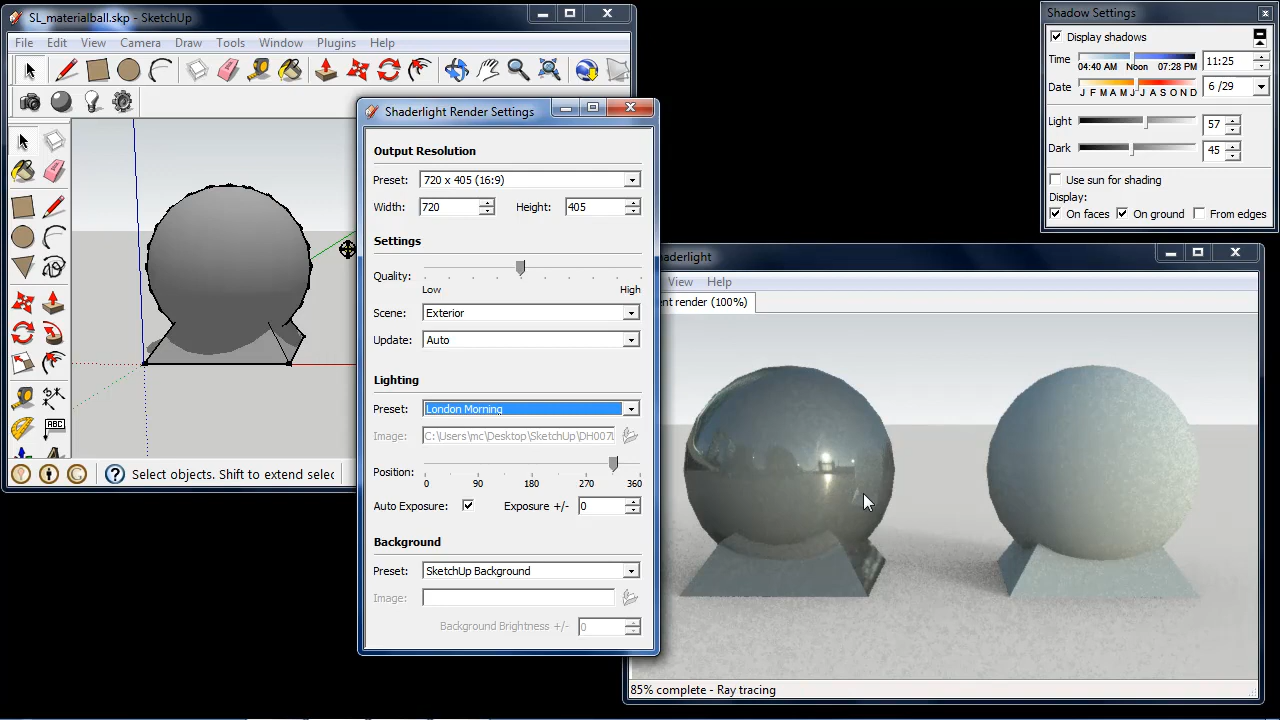 SL_materialball.skp - SketchUp
File Edit View Camera Draw Tools Window Plugins Help
ABC
Select objects. Shift to extend selec
Shaderlight Render Settings
Output Resolution
Preset: 720 x 405 (16:9)
Width: 720 Height: 405
Settings
Quality:
Low High
Scene: Exterior
Update: Auto
Lighting
Preset: London Morning
Image: C:\Users\mc\Desktop\SketchUp\DH007
Position:
0 90 180 270 360
Auto Exposure: Exposure +/- 0
Background
Preset: SketchUp Background
Image:
Background Brightness +/- 0
Shadow Settings
Display shadows
Time 04:40 AM Noon 07:28 PM 11:25
Date J F M A M J J A S O N D 6 /29
Light 57
Dark 45
Use sun for shading
Display:
On faces On ground From edges
aderlight
View Help
ent render (100%)
85% complete - Ray tracing